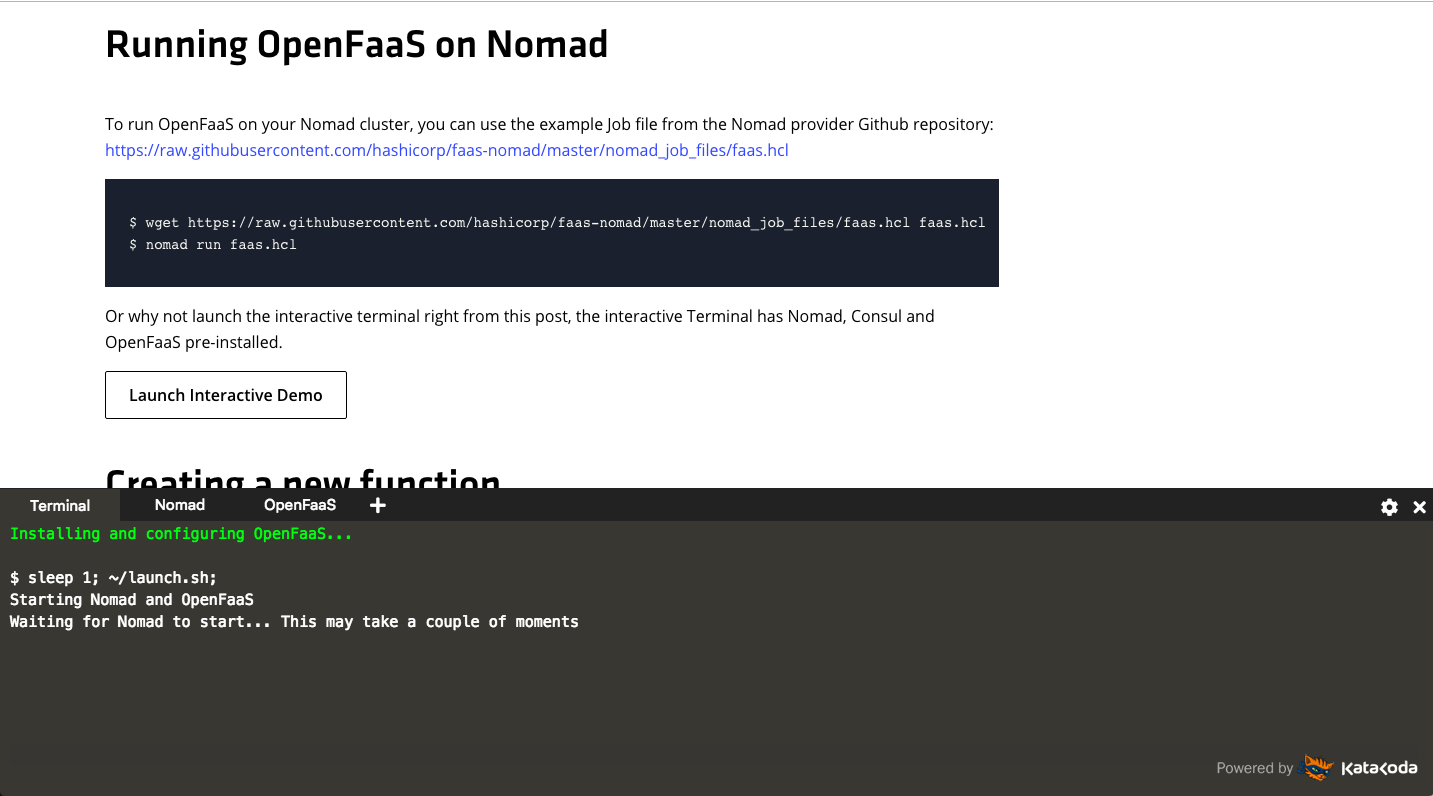 Running OpenFaaS on Nomad
To run OpenFaaS on your Nomad cluster, you can use the example Job file from the Nomad provider Github repository:
https://raw.githubusercontent.com/hashicorp/faas-nomad/master/nomad_job_files/faas.hcl
$ wget https://raw.githubusercontent.com/hashicorp/faas-nomad/master/nomad_job_files/faas.hcl faas.hcl
$ nomad run faas.hcl
Or why not launch the interactive terminal right from this post, the interactive Terminal has Nomad, Consul and
OpenFaaS pre-installed.
Launch Interactive Demo
Creating a new function
Terminal Nomad OpenFaaS +
Installing and configuring OpenFaaS...
$ sleep 1; ~/launch.sh;
Starting Nomad and OpenFaaS
Waiting for Nomad to start... This may take a couple of moments
Powered by Katakoda